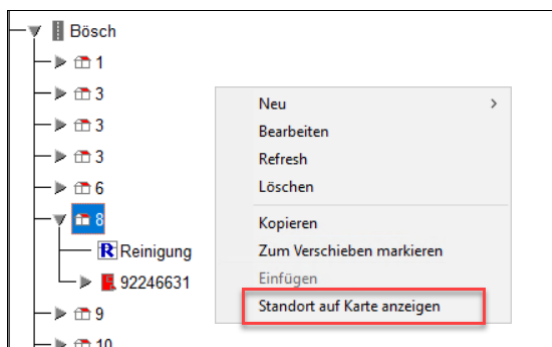 Bösch
1
3
3
3
6
8
R Reinigung
92246631
9
10
Neu
Bearbeiten
Refresh
Löschen
Kopieren
Zum Verschieben markieren
Einfügen
Standort auf Karte anzeigen